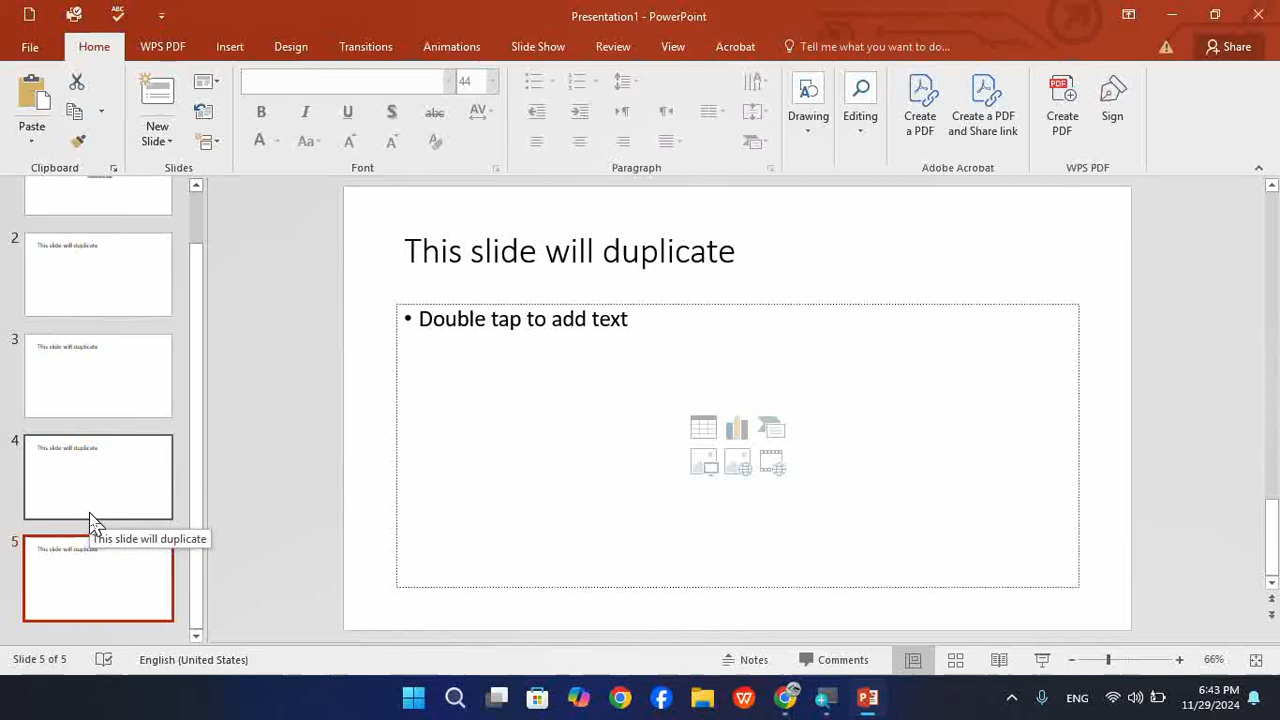 ABC
Presentation1 - PowerPoint
File
Home
WPS PDF
Insert
Design
Transitions
Animations
Slide Show
Review
View
Acrobat
Tell me what you want to do...
Share
Paste
Clipboard
New
Slide
Slides
44
B
I
U
S
abc
AV
A
Aa
A
A
A
Font
Paragraph
Drawing
Editing
Create
a PDF
Create a PDF
and Share link
Adobe Acrobat
PDF
Create
PDF
Sign
WPS PDF
2
This slide will duplicate
3
This slide will duplicate
4
This slide will duplicate
This slide will duplicate
5
This slide will duplicate
This slide will duplicate
• Double tap to add text
Slide 5 of 5
English (United States)
Notes
Comments
66%
ENG
6:43 PM
11/29/2024